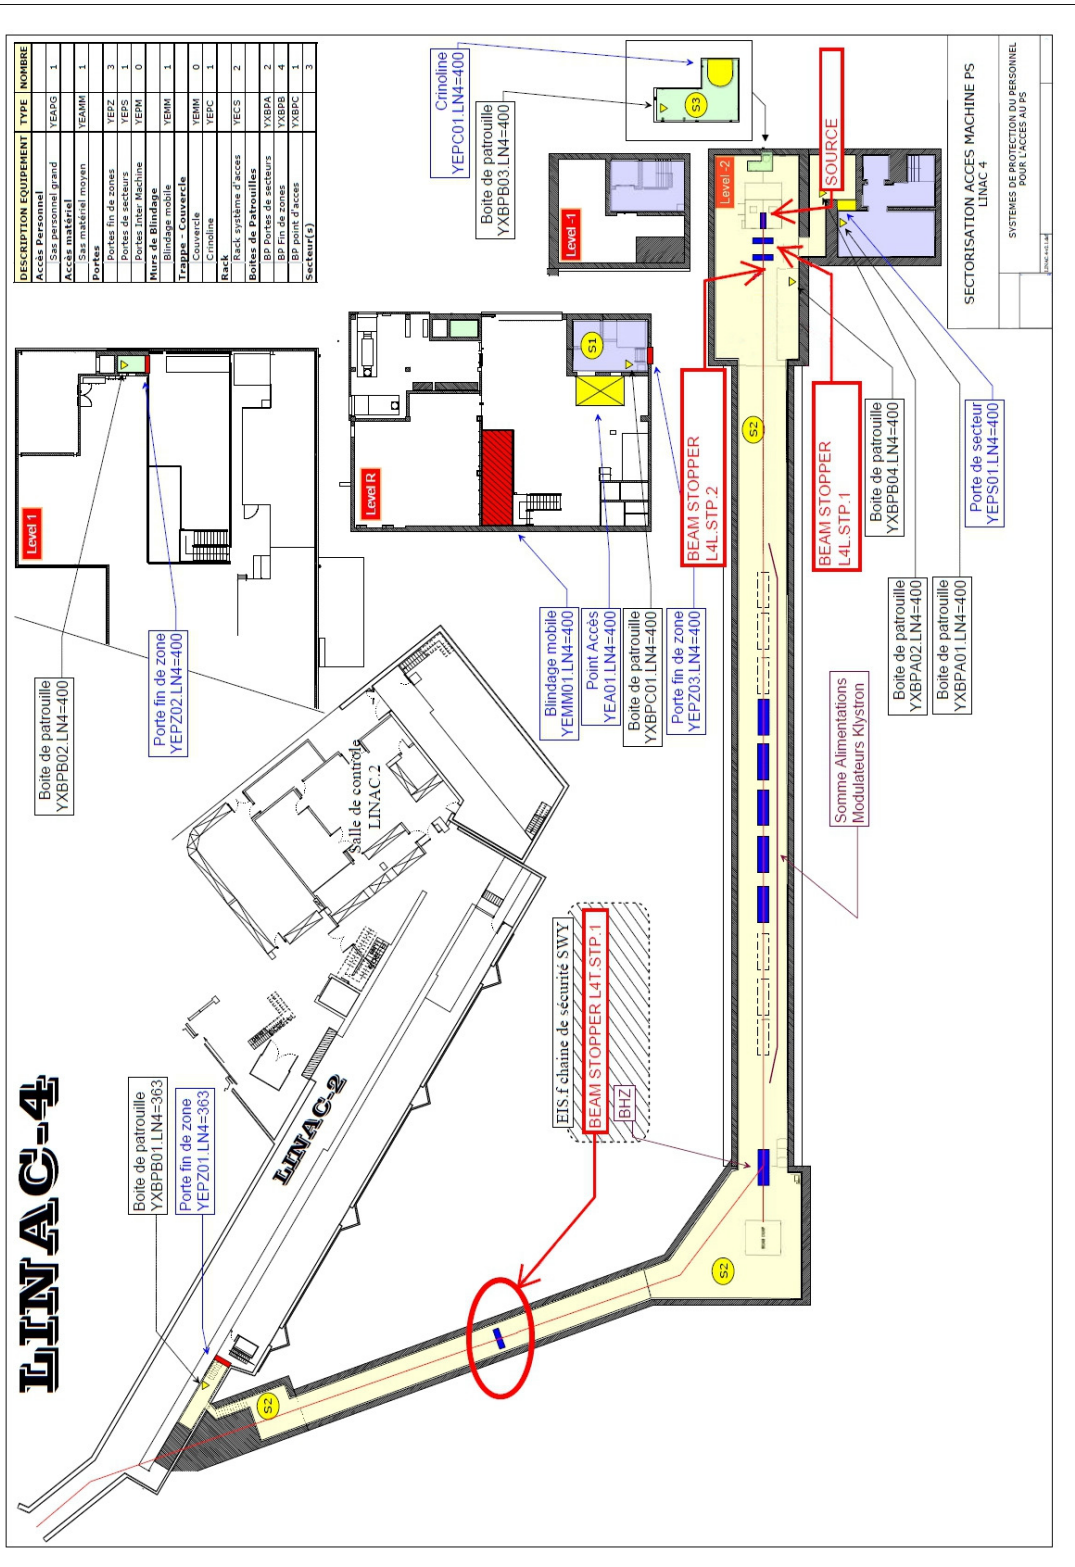 LINAC-4
DESCRIPTION EQUIPEMENT TYPE NOMBRE
Accès Personnel
Sas personnel grand YEAPG 1
Accès matériel
Sas matériel moyen YEAMM 1
Portes
Portes fin de zones YEPZ 3
Portes de secteurs YEPS 1
Portes Inter Machine YEPM 0
Murs de Blindage
Blindage mobile YEMM 1
Trappe - Couvercle
Couvercle YEMM 0
Crinoline YEPC 1
Rack
Rack système d'acces YECS 2
Boites de Patrouilles
BP Portes de secteurs YXBPA 2
BP Fin de zones YXBPB 4
BP point d'acces YXBPC 1
Secteur(s) 3
Level 1
Boite de patrouille
YXBPB02.LN4=400
Porte fin de zone
YEPZ02.LN4=400
Level R
S1
Blindage mobile
YEMM01.LN4=400
Point Accès
YEA01.LN4=400
Boite de patrouille
YXBPC01.LN4=400
Porte fin de zone
YEPZ03.LN4=400
Crinoline
YEPC01.LN4=400
Boite de patrouille
YXBPB03.LN4=400
S3
Level -1
Level -2
SOURCE
BEAM STOPPER
L4L.STP.2
BEAM STOPPER
L4L.STP.1
S2
Boite de patrouille
YXBPB04.LN4=400
Boite de patrouille
YXBPA02.LN4=400
Boite de patrouille
YXBPA01.LN4=400
Porte de secteur
YEPS01.LN4=400
Somme Alimentations
Modulateurs Klystron
Salle de contrôle
LINAC.2
LINAC-2
Boite de patrouille
YXBPB01.LN4=363
Porte fin de zone
YEPZ01.LN4=363
EIS.f chaine de sécurité SWY
BEAM STOPPER L4T.STP.1
BHZ
S2
S2
SECTORISATION ACCES MACHINE PS
LINAC 4
SYSTEMES DE PROTECTION DU PERSONNEL
POUR L'ACCES AU PS